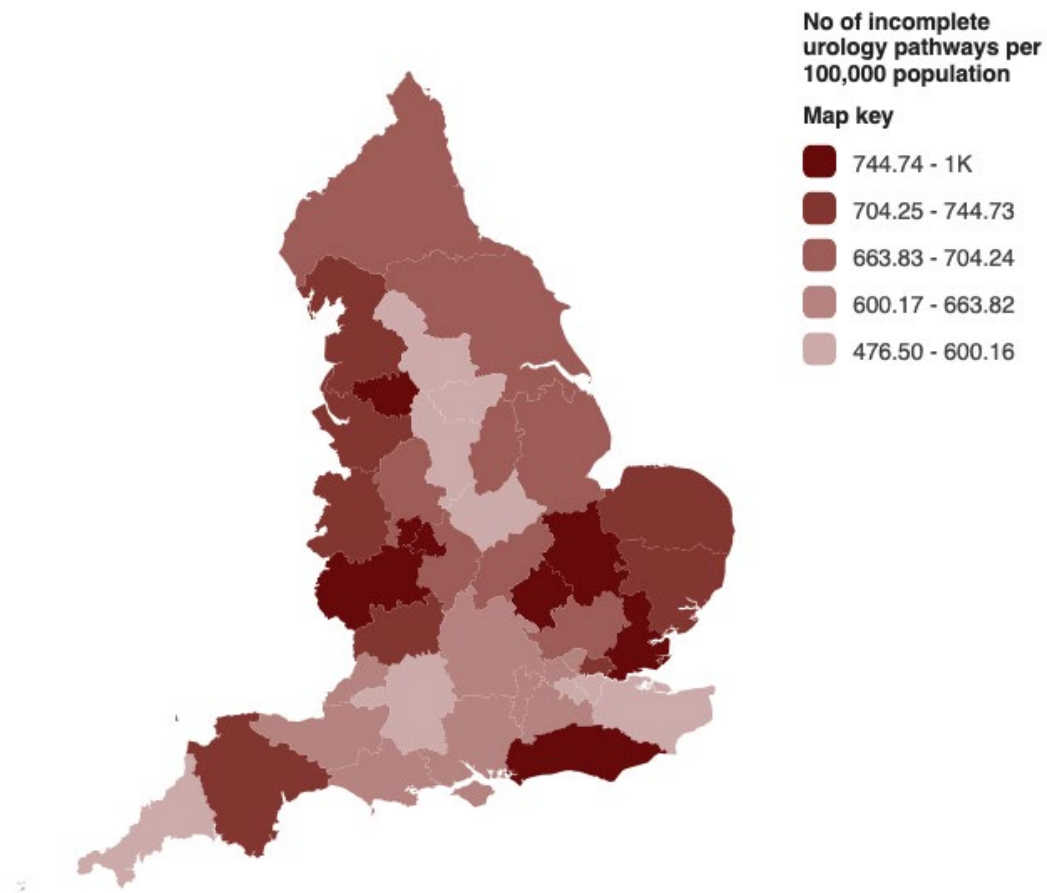 No of incomplete
urology pathways per
100,000 population
Map key
744.74 - 1K
704.25 - 744.73
663.83 - 704.24
600.17 - 663.82
476.50 - 600.16